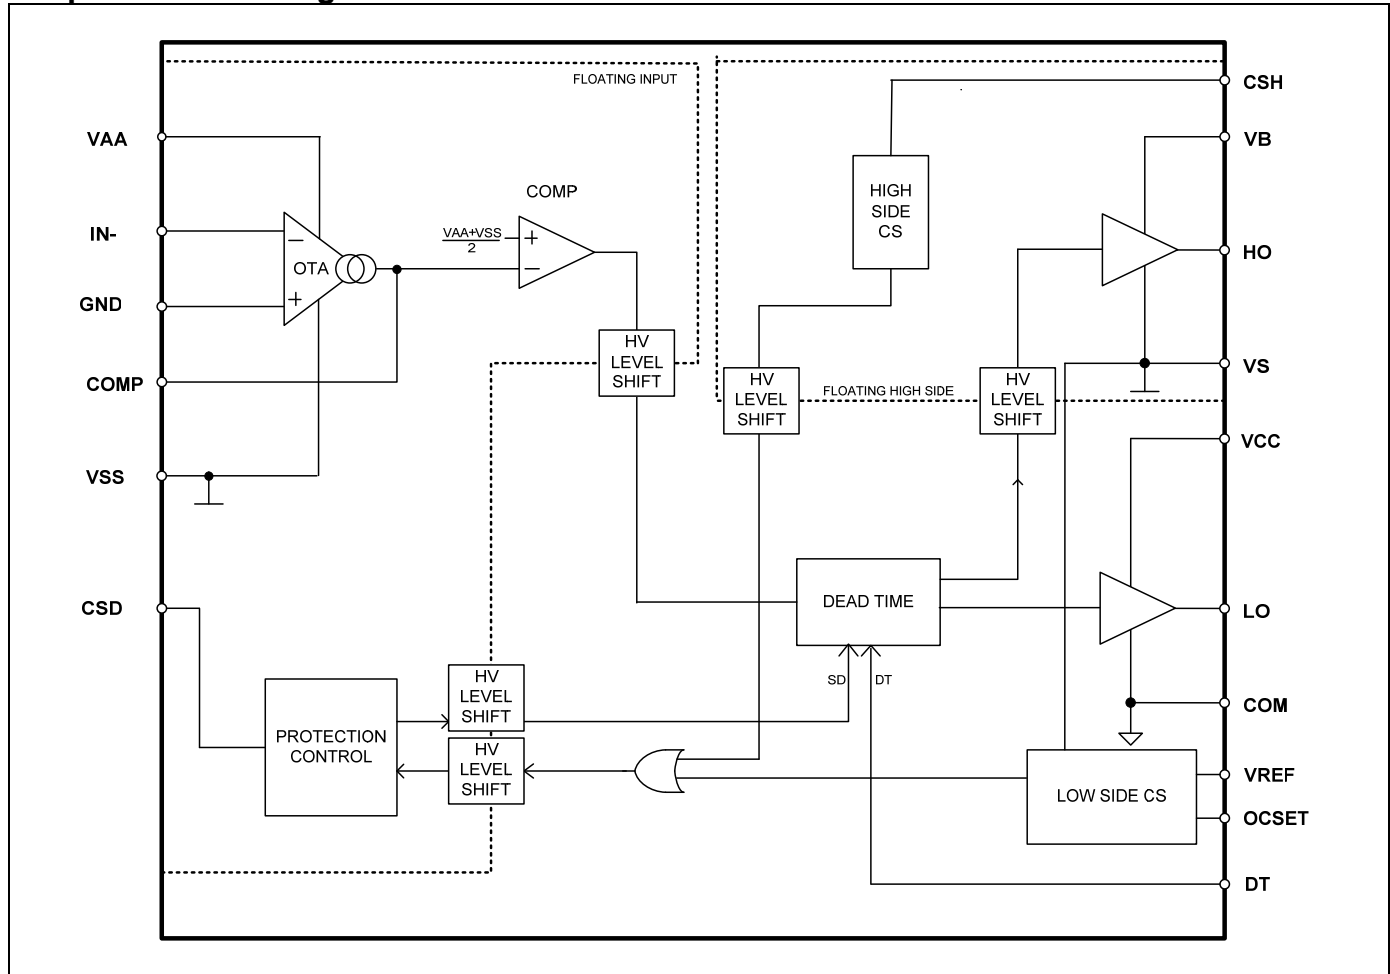 FLOATING INPUT
CSH
VAA
VB
COMP
HIGH
SIDE
CS
IN-
VAA+VSS
2
+
−
−
OTA
+
HO
GND
HV
LEVEL
SHIFT
VS
COMP
HV
LEVEL
SHIFT
FLOATING HIGH SIDE
HV
LEVEL
SHIFT
VCC
VSS
CSD
DEAD TIME
LO
SD
DT
HV
LEVEL
SHIFT
COM
PROTECTION
CONTROL
HV
LEVEL
SHIFT
LOW SIDE CS
VREF
OCSET
DT